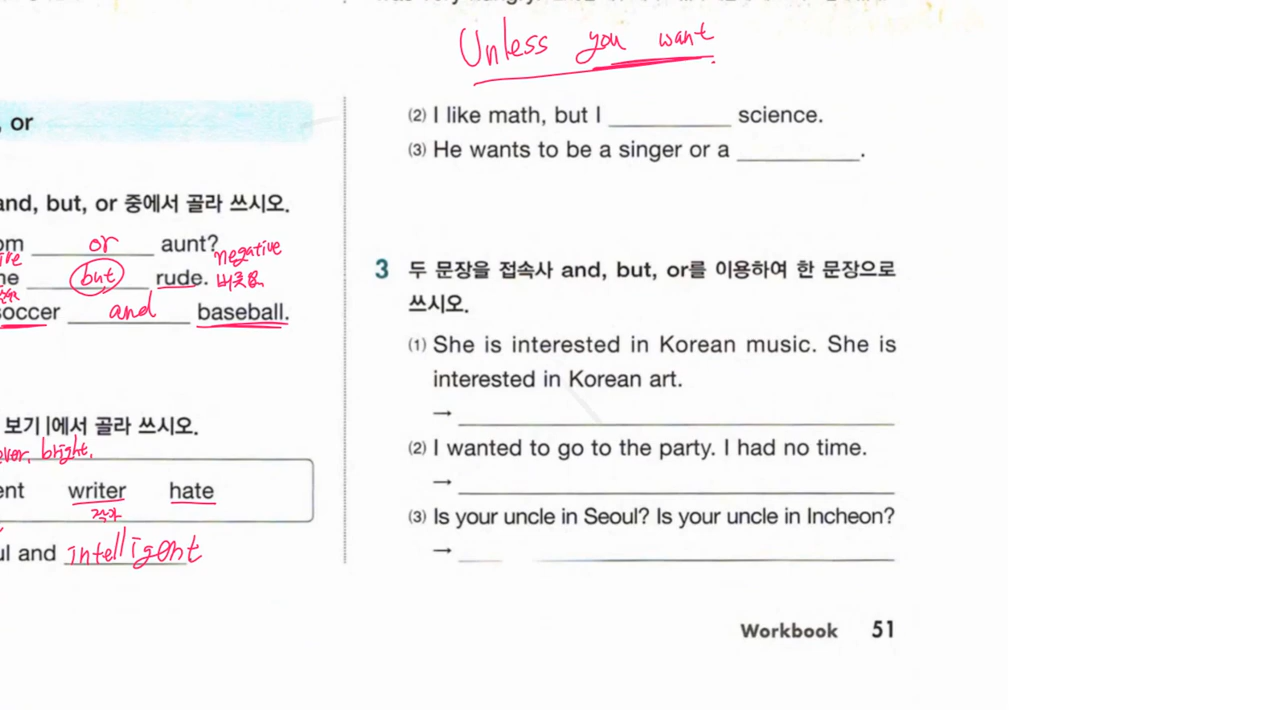 Unless you want
, or
and, but, or 중에서 골라 쓰시오.
om or aunt?
negative
ne but rude. 버릇X
soccer and baseball.
보기|에서 골라 쓰시오.
bright,
ent writer hate
작가
ul and intelligent
(2) I like math, but I ________ science.
(3) He wants to be a singer or a ________.
3 두 문장을 접속사 and, but, or를 이용하여 한 문장으로
쓰시오.
(1) She is interested in Korean music. She is
interested in Korean art.
→
(2) I wanted to go to the party. I had no time.
→
(3) Is your uncle in Seoul? Is your uncle in Incheon?
→
Workbook 51